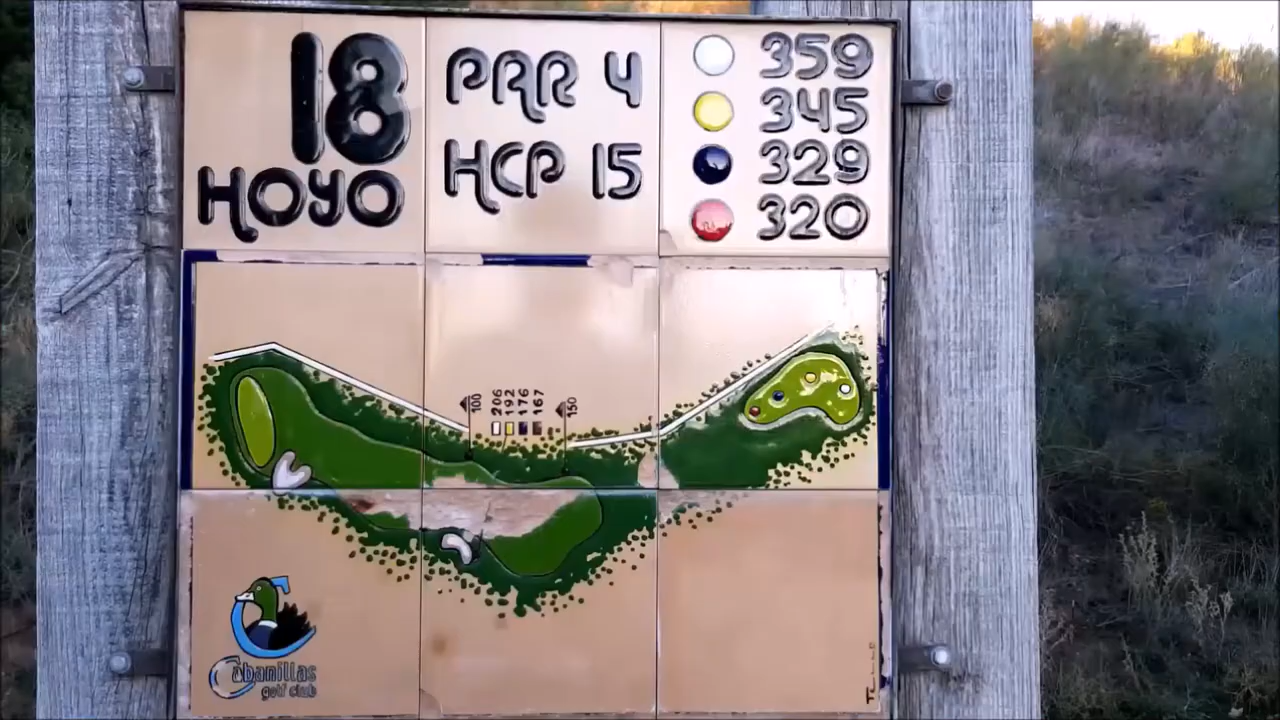 18
HOYO
PAR 4
HCP 15
359
345
329
320
100
206
192
176
167
150
Cabanillas
golf club